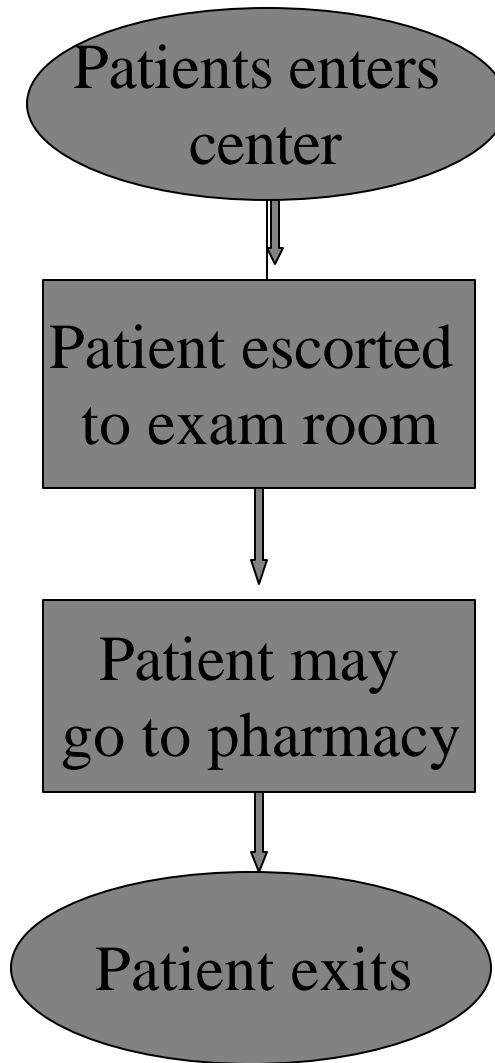 Patients enters
center
Patient escorted
to exam room
Patient may
go to pharmacy
Patient exits